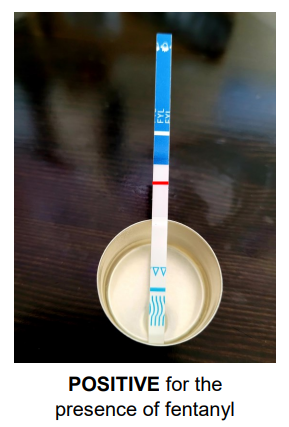 FYL
FYL
POSITIVE for the
presence of fentanyl